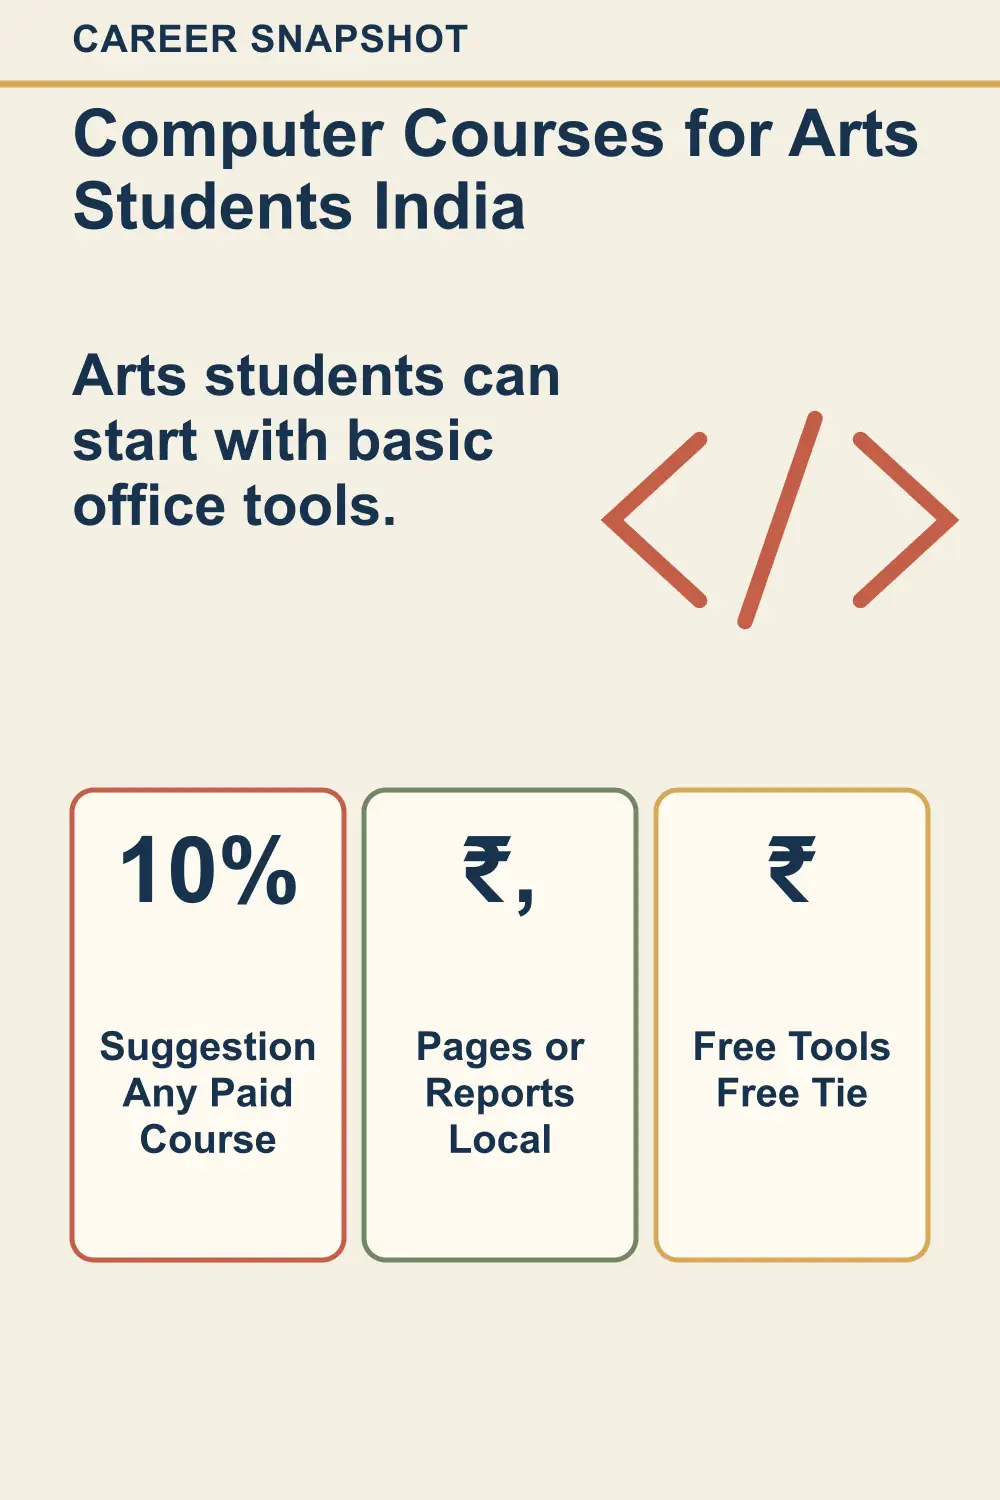 CAREER SNAPSHOT
Computer Courses for Arts
Students India
Arts students can
start with basic
office tools.
10%
Suggestion
Any Paid
Course
₹,
Pages or
Reports
Local
₹
Free Tools
Free Tie